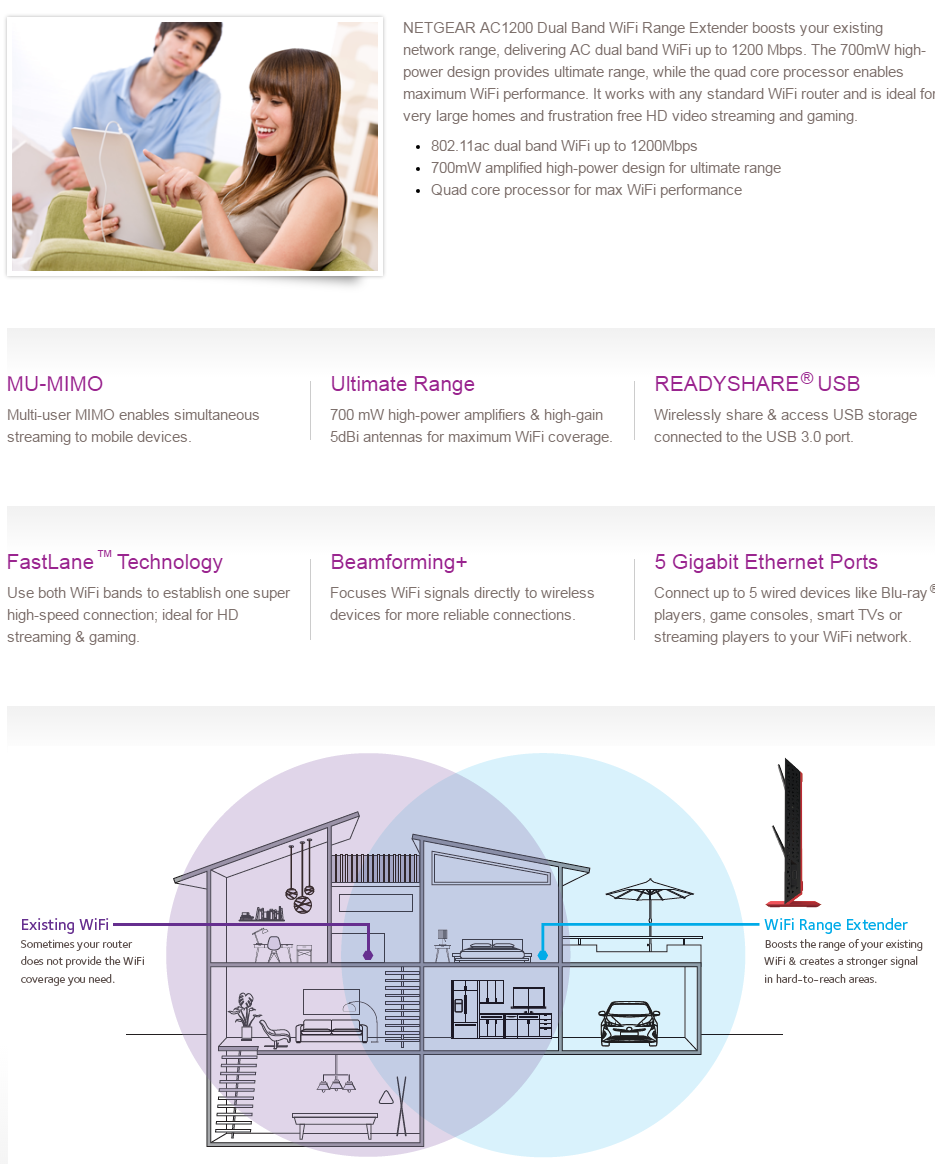 NETGEAR AC1200 Dual Band WiFi Range Extender boosts your existing
network range, delivering AC dual band WiFi up to 1200 Mbps. The 700mW high-
power design provides ultimate range, while the quad core processor enables
maximum WiFi performance. It works with any standard WiFi router and is ideal for
very large homes and frustration free HD video streaming and gaming.
• 802.11ac dual band WiFi up to 1200Mbps
• 700mW amplified high-power design for ultimate range
• Quad core processor for max WiFi performance
MU-MIMO
Multi-user MIMO enables simultaneous
streaming to mobile devices.
Ultimate Range
700 mW high-power amplifiers & high-gain
5dBi antennas for maximum WiFi coverage.
READYSHARE® USB
Wirelessly share & access USB storage
connected to the USB 3.0 port.
FastLane™ Technology
Use both WiFi bands to establish one super
high-speed connection; ideal for HD
streaming & gaming.
Beamforming+
Focuses WiFi signals directly to wireless
devices for more reliable connections.
5 Gigabit Ethernet Ports
Connect up to 5 wired devices like Blu-ray®
players, game consoles, smart TVs or
streaming players to your WiFi network.
Existing WiFi
Sometimes your router
does not provide the WiFi
coverage you need.
WiFi Range Extender
Boosts the range of your existing
WiFi & creates a stronger signal
in hard-to-reach areas.